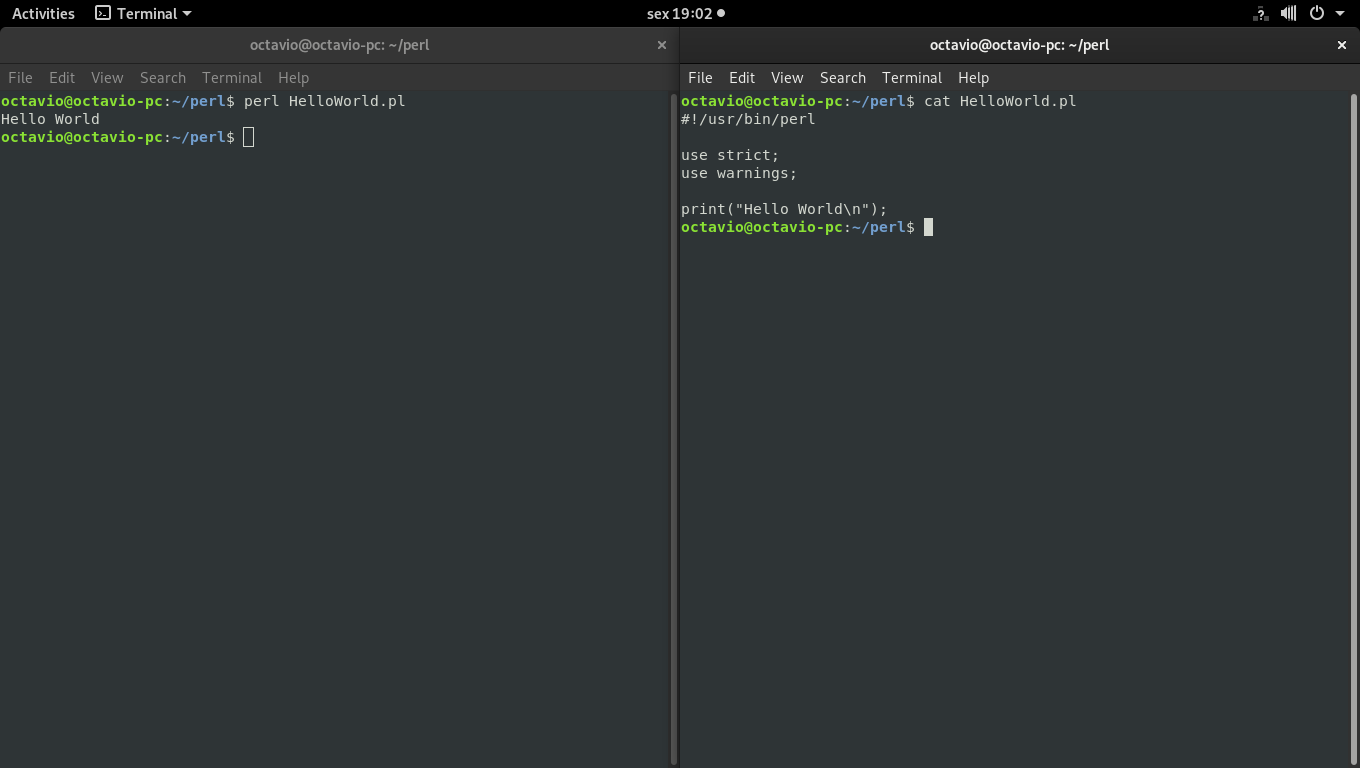 Activities Terminal sex 19:02
octavio@octavio-pc: ~/perl
File Edit View Search Terminal Help
octavio@octavio-pc:~/perl$ perl HelloWorld.pl
Hello World
octavio@octavio-pc:~/perl$
octavio@octavio-pc: ~/perl
File Edit View Search Terminal Help
octavio@octavio-pc:~/perl$ cat HelloWorld.pl
#!/usr/bin/perl
use strict;
use warnings;
print("Hello World\n");
octavio@octavio-pc:~/perl$